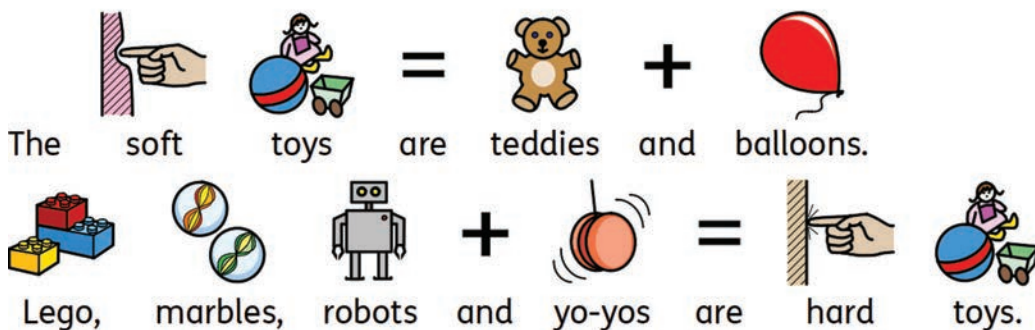 The soft toys are teddies and balloons.
Lego, marbles, robots and yo-yos are hard toys.